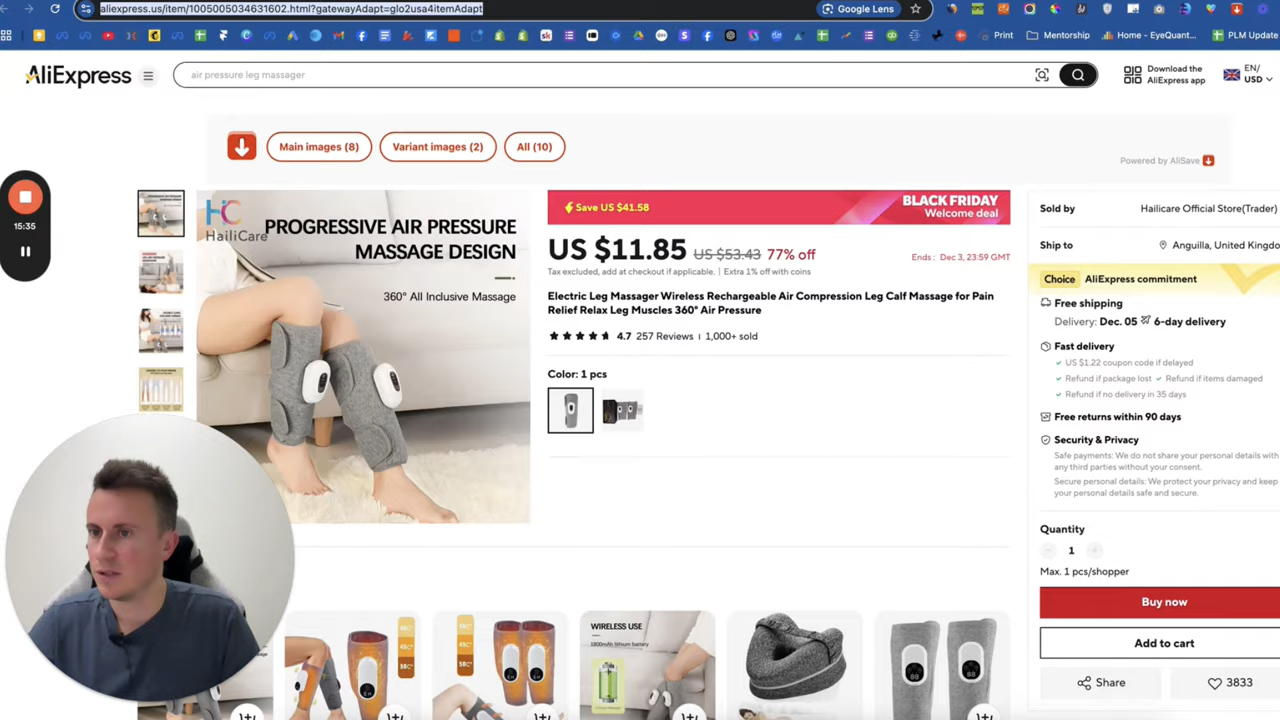 aliexpress.us/item/1005005034631602.html?gatewayAdapt=glo2usa4itemAdapt
Google Lens
Print
Mentorship
Home - EyeQuant...
PLM Update
AliExpress
air pressure leg massager
Download the
AliExpress app
EN/
USD
Main images (8)
Variant images (2)
All (10)
Powered by AliSave
15:35
HC
HailiCare
PROGRESSIVE AIR PRESSURE
MASSAGE DESIGN
360° All Inclusive Massage
Save US $41.58
BLACK FRIDAY
Welcome deal
US $11.85 US $53.43 77% off
Ends : Dec 3, 23:59 GMT
Tax excluded, add at checkout if applicable. | Extra 1% off with coins
Electric Leg Massager Wireless Rechargeable Air Compression Leg Calf Massage for Pain
Relief Relax Leg Muscles 360° Air Pressure
4.7 257 Reviews | 1,000+ sold
Color: 1 pcs
Sold by
Hailicare Official Store(Trader)
Ship to
Anguilla, United Kingdo
Choice AliExpress commitment
Free shipping
Delivery: Dec. 05 6-day delivery
Fast delivery
US $1.22 coupon code if delayed
Refund if package lost
Refund if items damaged
Refund if no delivery in 35 days
Free returns within 90 days
Security & Privacy
Safe payments: We do not share your personal details with
any third parties without your consent.
Secure personal details: We protect your privacy and keep
your personal details safe and secure.
Quantity
1
Max. 1 pcs/shopper
Buy now
Add to cart
Share
3833
WIRELESS USE
1800mAh lithium battery